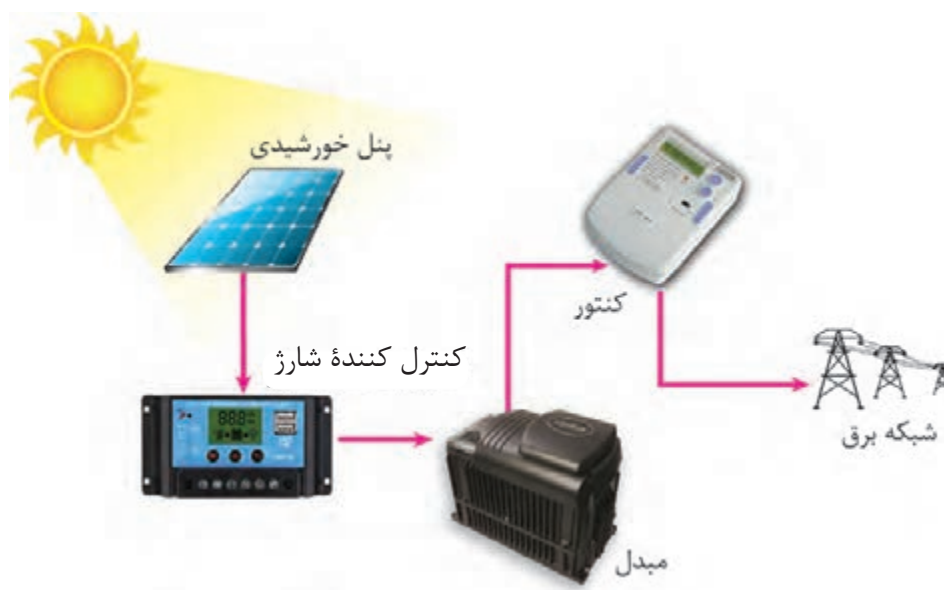 پنل خورشیدی
کنتور
کنترل کنندهٔ شارژ
شبکه برق
مبدل